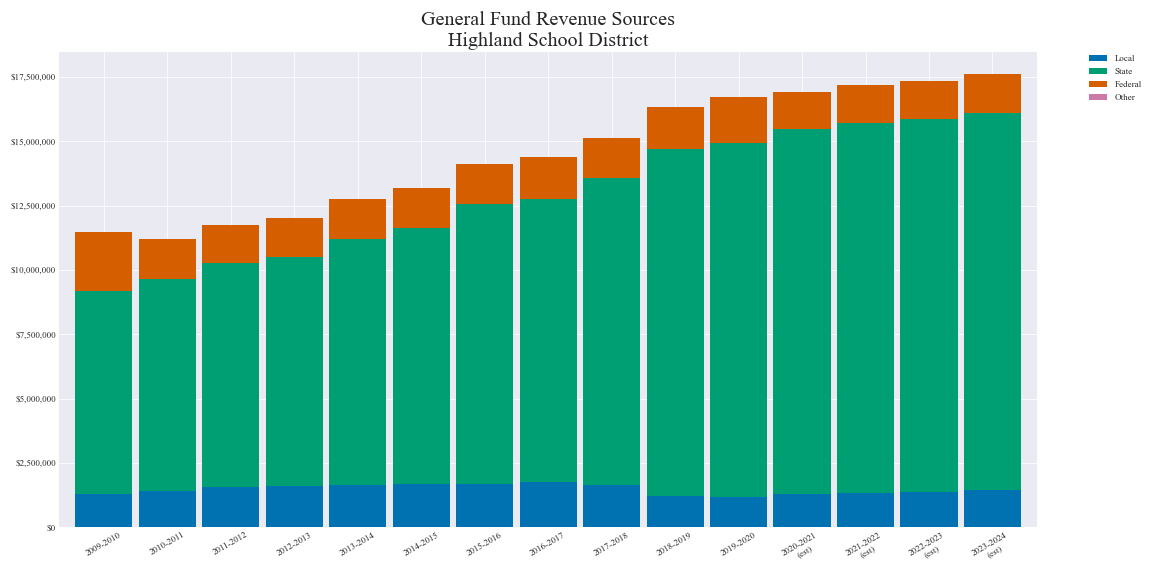 General Fund Revenue Sources
Highland School District
Local
State
Federal
Other
$17,500,000
$15,000,000
$12,500,000
$10,000,000
$7,500,000
$5,000,000
$2,500,000
$0
2009-2010
2010-2011
2011-2012
2012-2013
2013-2014
2014-2015
2015-2016
2016-2017
2017-2018
2018-2019
2019-2020
2020-2021
(est)
2021-2022
(est)
2022-2023
(est)
2023-2024
(est)